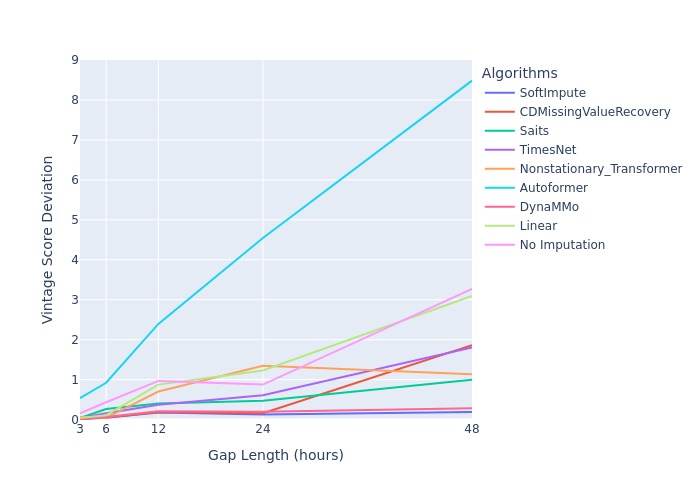 Vintage Score Deviation
9
8
7
6
5
4
3
2
1
0
3 6 12 24 48
Gap Length (hours)
Algorithms
SoftImpute
CDMissingValueRecovery
Saits
TimesNet
Nonstationary_Transformer
Autoformer
DynaMMo
Linear
No Imputation